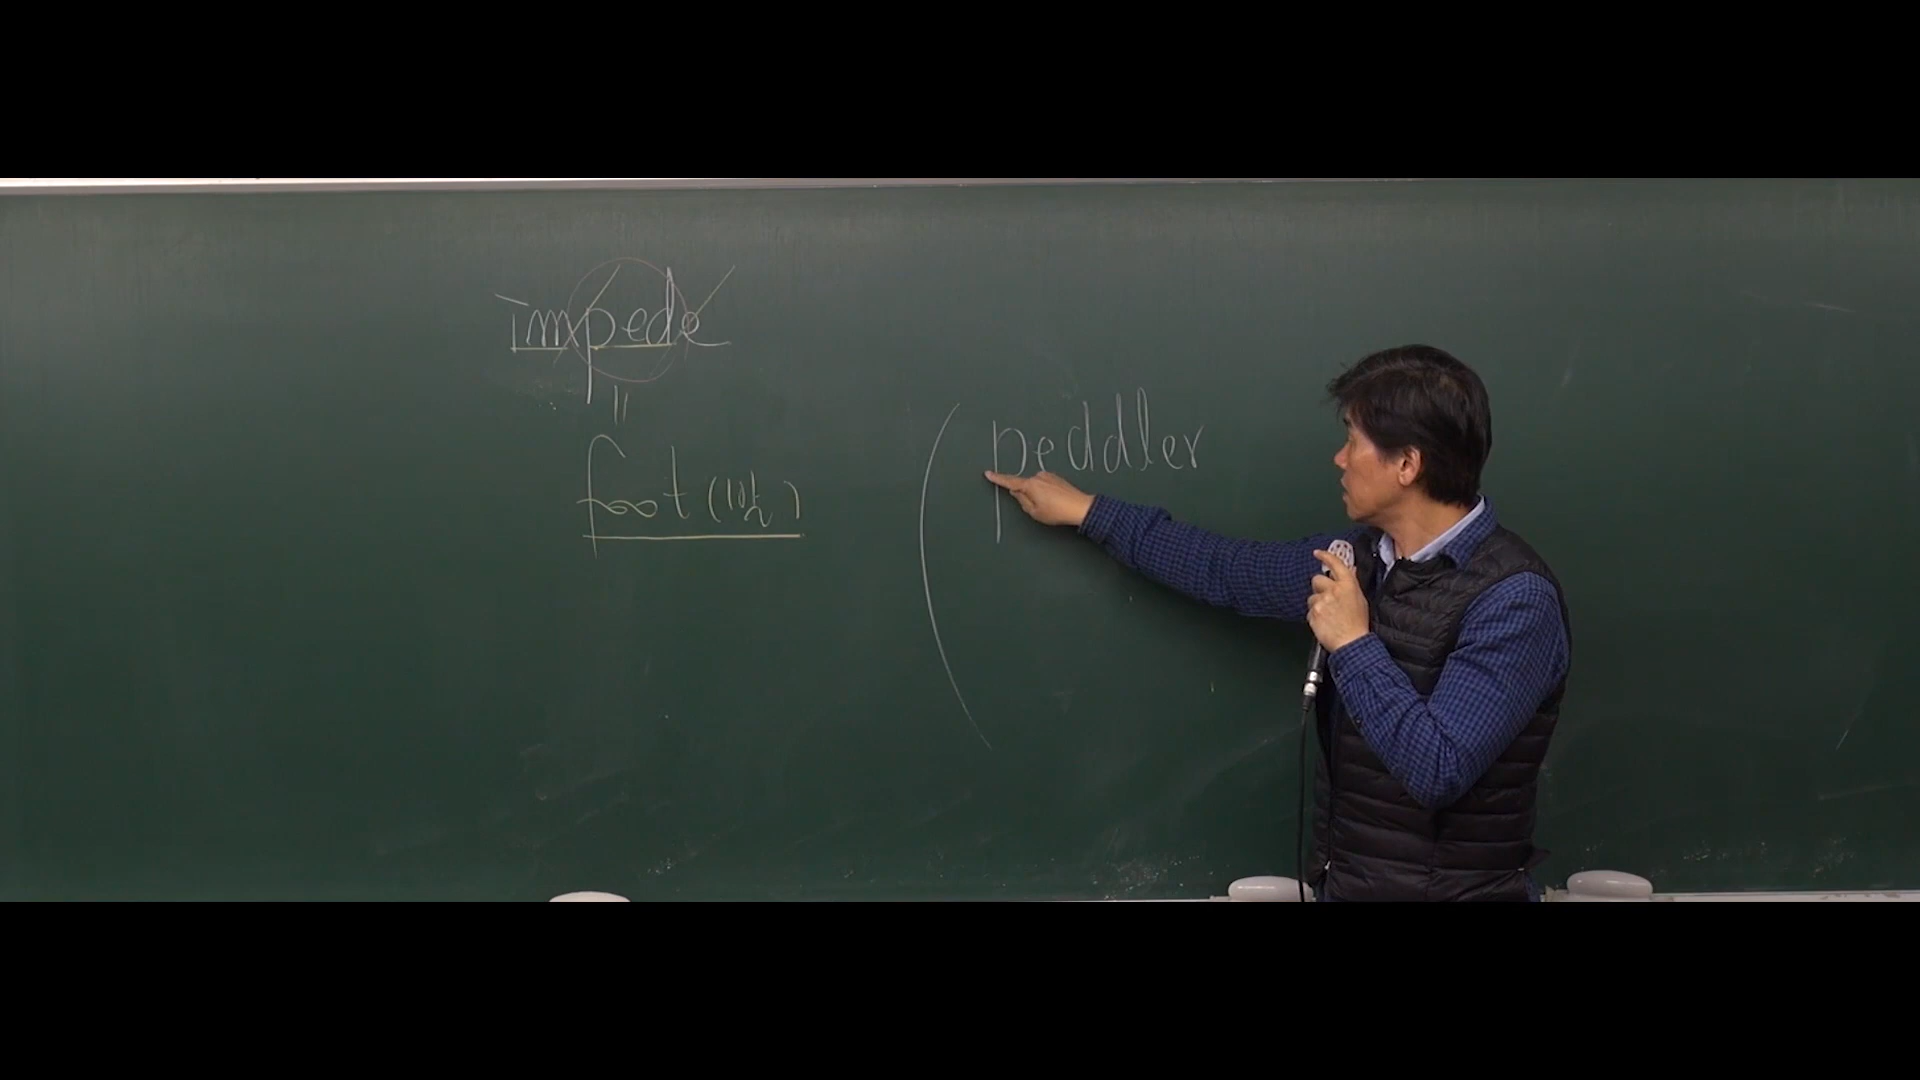 impede
||
foot (발)
( peddler